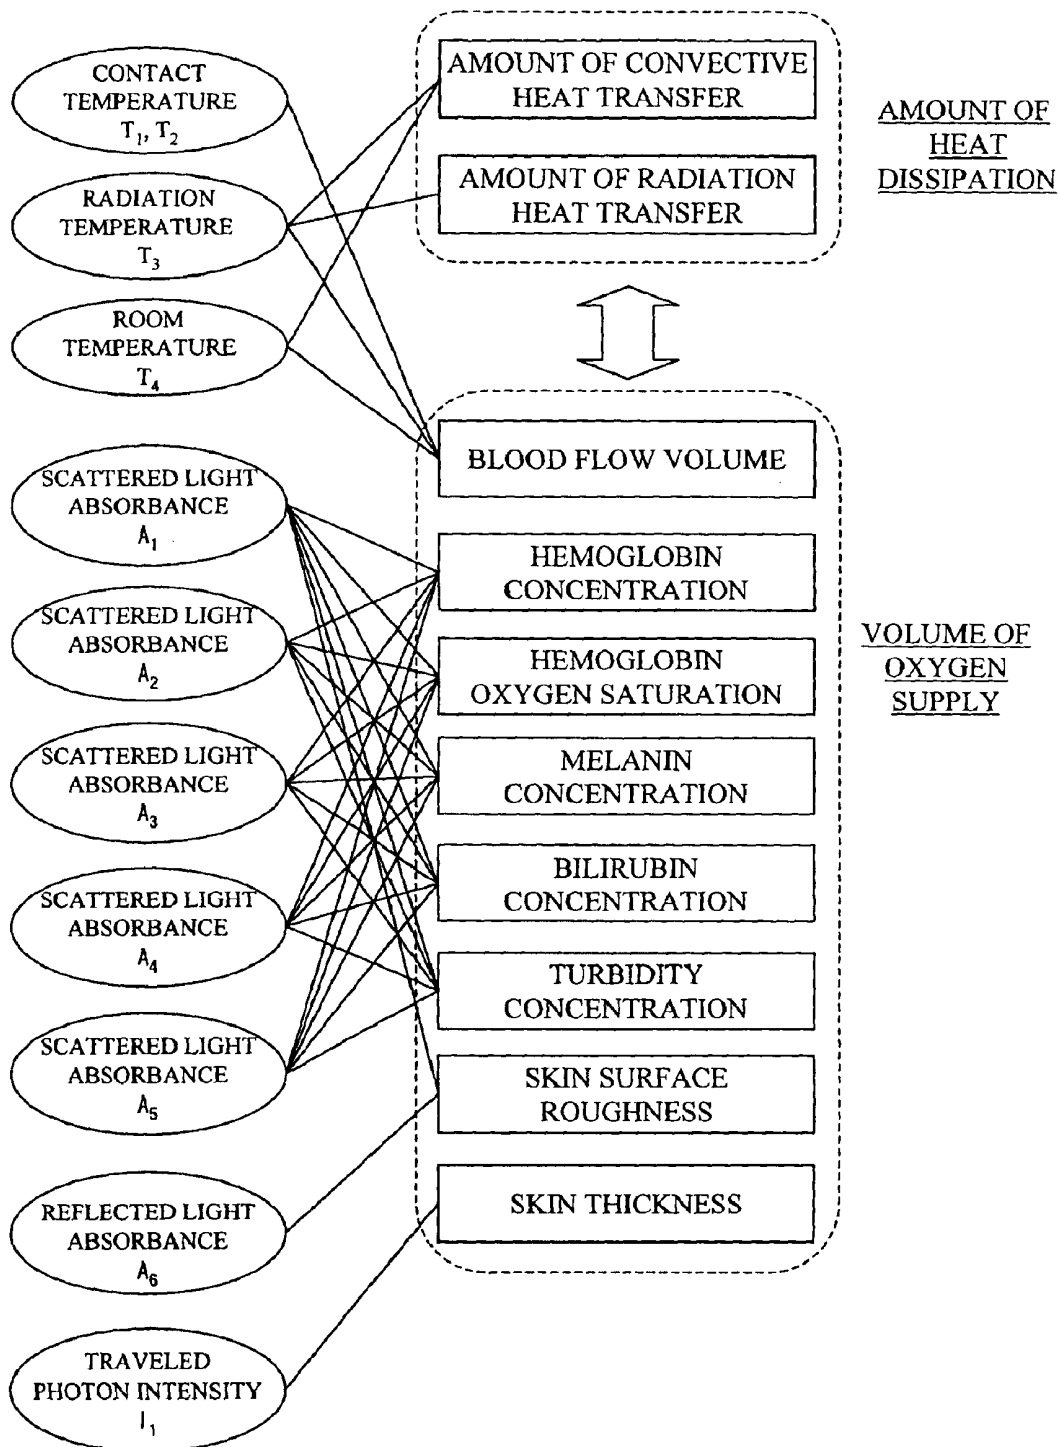 CONTACT
TEMPERATURE
T1, T2
RADIATION
TEMPERATURE
T3
ROOM
TEMPERATURE
T4
SCATTERED LIGHT
ABSORBANCE
A1
SCATTERED LIGHT
ABSORBANCE
A2
SCATTERED LIGHT
ABSORBANCE
A3
SCATTERED LIGHT
ABSORBANCE
A4
SCATTERED LIGHT
ABSORBANCE
A5
REFLECTED LIGHT
ABSORBANCE
A6
TRAVELED
PHOTON INTENSITY
I1
AMOUNT OF CONVECTIVE
HEAT TRANSFER
AMOUNT OF RADIATION
HEAT TRANSFER
BLOOD FLOW VOLUME
HEMOGLOBIN
CONCENTRATION
HEMOGLOBIN
OXYGEN SATURATION
MELANIN
CONCENTRATION
BILIRUBIN
CONCENTRATION
TURBIDITY
CONCENTRATION
SKIN SURFACE
ROUGHNESS
SKIN THICKNESS
AMOUNT OF
HEAT
DISSIPATION
VOLUME OF
OXYGEN
SUPPLY